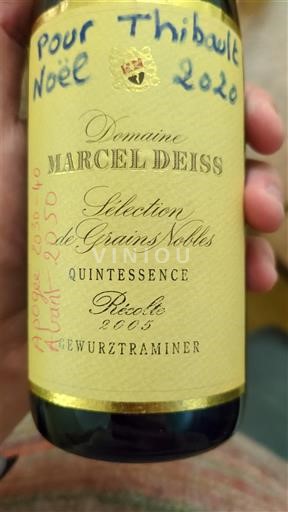 Pour Thibault
Noël 2020
Domaine
MARCEL DEISS
Sélection
de Grains Nobles
VINIOU
QUINTESSENCE
Récolte
2005
GEWURZTRAMINER
Apogée 2030-40
Avant 2050